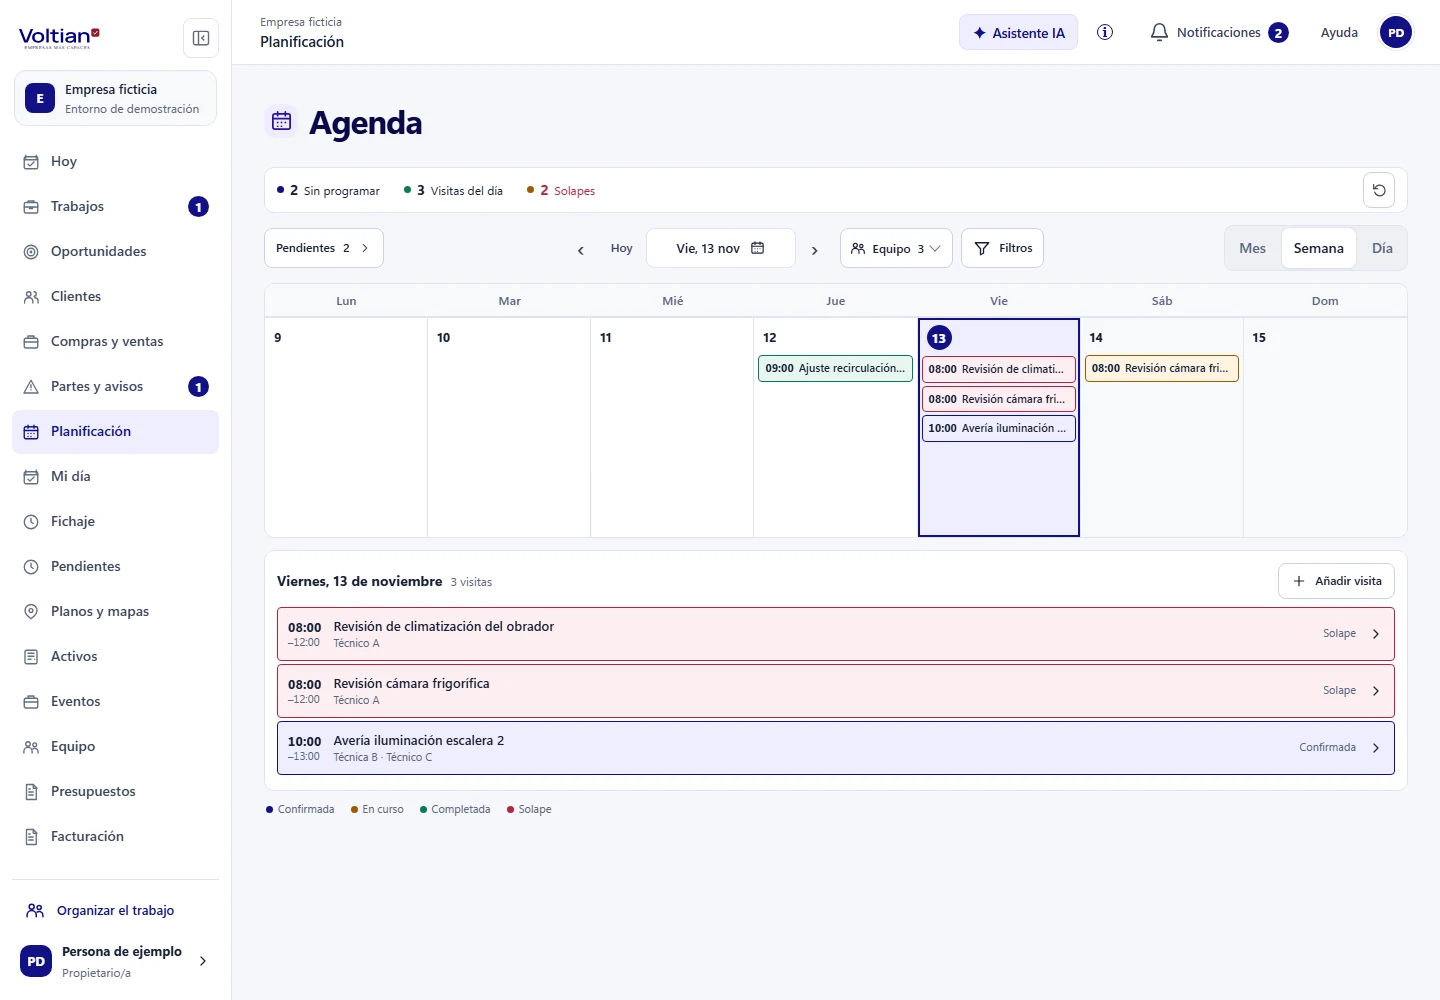 Voltian
EMPRESAS MÁS CAPACES
E
Empresa ficticia
Entorno de demostración
Hoy
Trabajos 1
Oportunidades
Clientes
Compras y ventas
Partes y avisos 1
Planificación
Mi día
Fichaje
Pendientes
Planos y mapas
Activos
Eventos
Equipo
Presupuestos
Facturación
Organizar el trabajo
PD
Persona de ejemplo
Propietario/a
Empresa ficticia
Planificación
Asistente IA
Notificaciones 2
Ayuda
PD
Agenda
2 Sin programar
3 Visitas del día
2 Solapes
Pendientes 2
Hoy
Vie, 13 nov
Equipo 3
Filtros
Mes
Semana
Día
Lun Mar Mié Jue Vie Sáb Dom
9 10 11 12 13 14 15
09:00 Ajuste recirculación...
08:00 Revisión de climati...
08:00 Revisión cámara fri...
10:00 Avería iluminación ...
08:00 Revisión cámara fri...
Viernes, 13 de noviembre 3 visitas
Añadir visita
08:00 Revisión de climatización del obrador
–12:00 Técnico A
Solape
08:00 Revisión cámara frigorífica
–12:00 Técnico A
Solape
10:00 Avería iluminación escalera 2
–13:00 Técnica B · Técnico C
Confirmada
Confirmada En curso Completada Solape